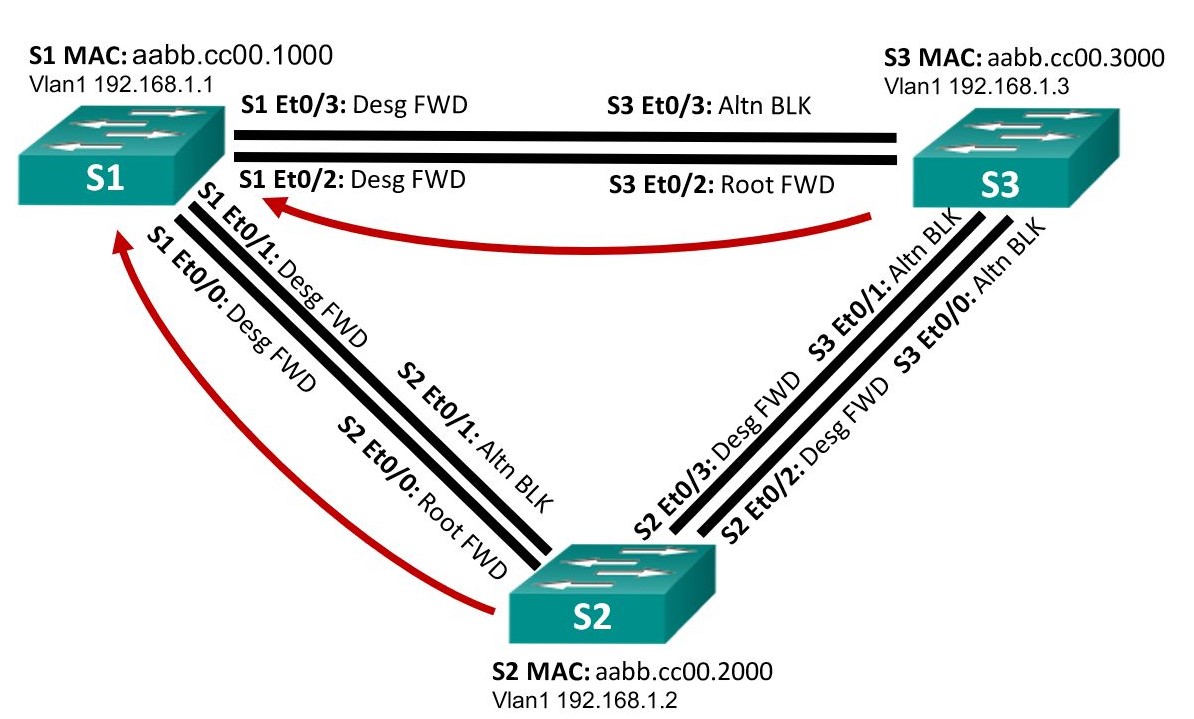 S1 MAC: aabb.cc00.1000
Vlan1 192.168.1.1
S3 MAC: aabb.cc00.3000
Vlan1 192.168.1.3
S1 Et0/3: Desg FWD
S3 Et0/3: Altn BLK
S1
S1 Et0/2: Desg FWD
S3 Et0/2: Root FWD
S3
S1 Et0/1: Desg FWD
S1 Et0/0: Desg FWD
S2 Et0/1: Altn BLK
S2 Et0/0: Root FWD
S3 Et0/1: Altn BLK
S3 Et0/0: Altn BLK
S2 Et0/3: Desg FWD
S2 Et0/2: Desg FWD
S2
S2 MAC: aabb.cc00.2000
Vlan1 192.168.1.2